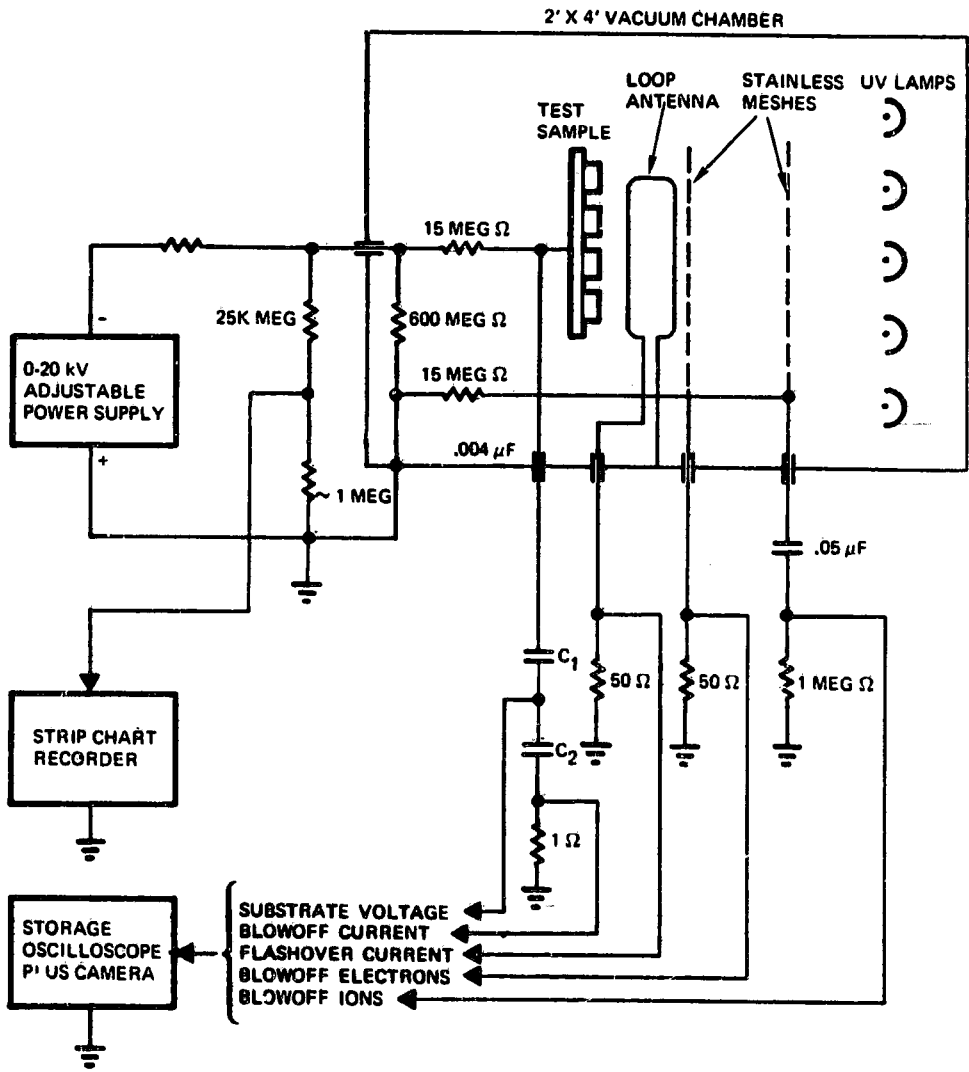 2' X 4' VACUUM CHAMBER
LOOP
ANTENNA
STAINLESS
MESHES
UV LAMPS
TEST
SAMPLE
15 MEG Ω
25K MEG
600 MEG Ω
-
0-20 kV
ADJUSTABLE
POWER SUPPLY
+
15 MEG Ω
.004 μF
~ 1 MEG
.05 μF
C1
50 Ω
50 Ω
1 MEG Ω
STRIP CHART
RECORDER
C2
1 Ω
STORAGE
OSCILLOSCOPE
PLUS CAMERA
SUBSTRATE VOLTAGE
BLOWOFF CURRENT
FLASHOVER CURRENT
BLOWOFF ELECTRONS
BLOWOFF IONS